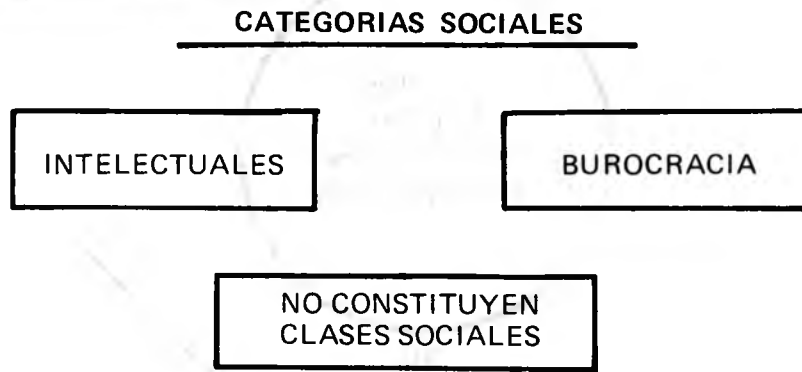 CATEGORIAS SOCIALES
INTELECTUALES
BUROCRACIA
NO CONSTITUYEN
CLASES SOCIALES